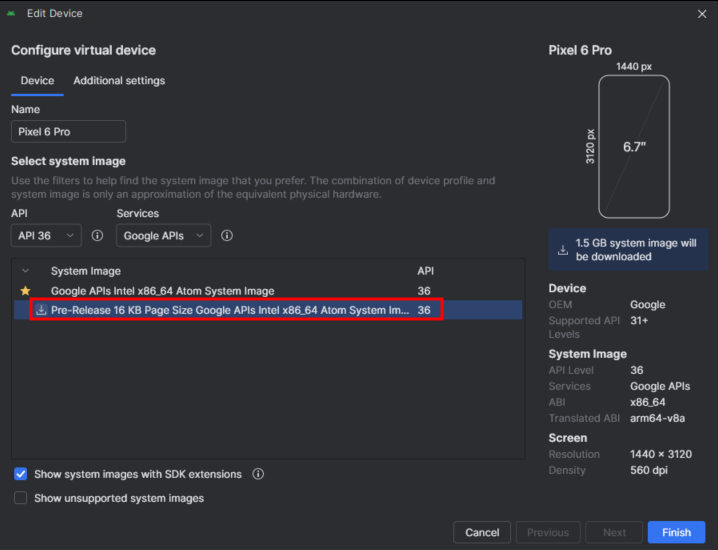 Edit Device
Configure virtual device
Device
Additional settings
Name
Pixel 6 Pro
Select system image
Use the filters to help find the system image that you prefer. The combination of device profile and
system image is only an approximation of the equivalent physical hardware.
API
Services
API 36
Google APIs
System Image
API
Google APIs Intel x86_64 Atom System Image
36
Pre-Release 16 KB Page Size Google APIs Intel x86_64 Atom System Im...
36
Show system images with SDK extensions
Show unsupported system images
Pixel 6 Pro
1440 px
3120 px
6.7"
1.5 GB system image will
be downloaded
Device
OEM
Google
Supported API
Levels
31+
System Image
API Level
36
Services
Google APIs
ABI
x86_64
Translated ABI
arm64-v8a
Screen
Resolution
1440 × 3120
Density
560 dpi
Cancel
Previous
Next
Finish